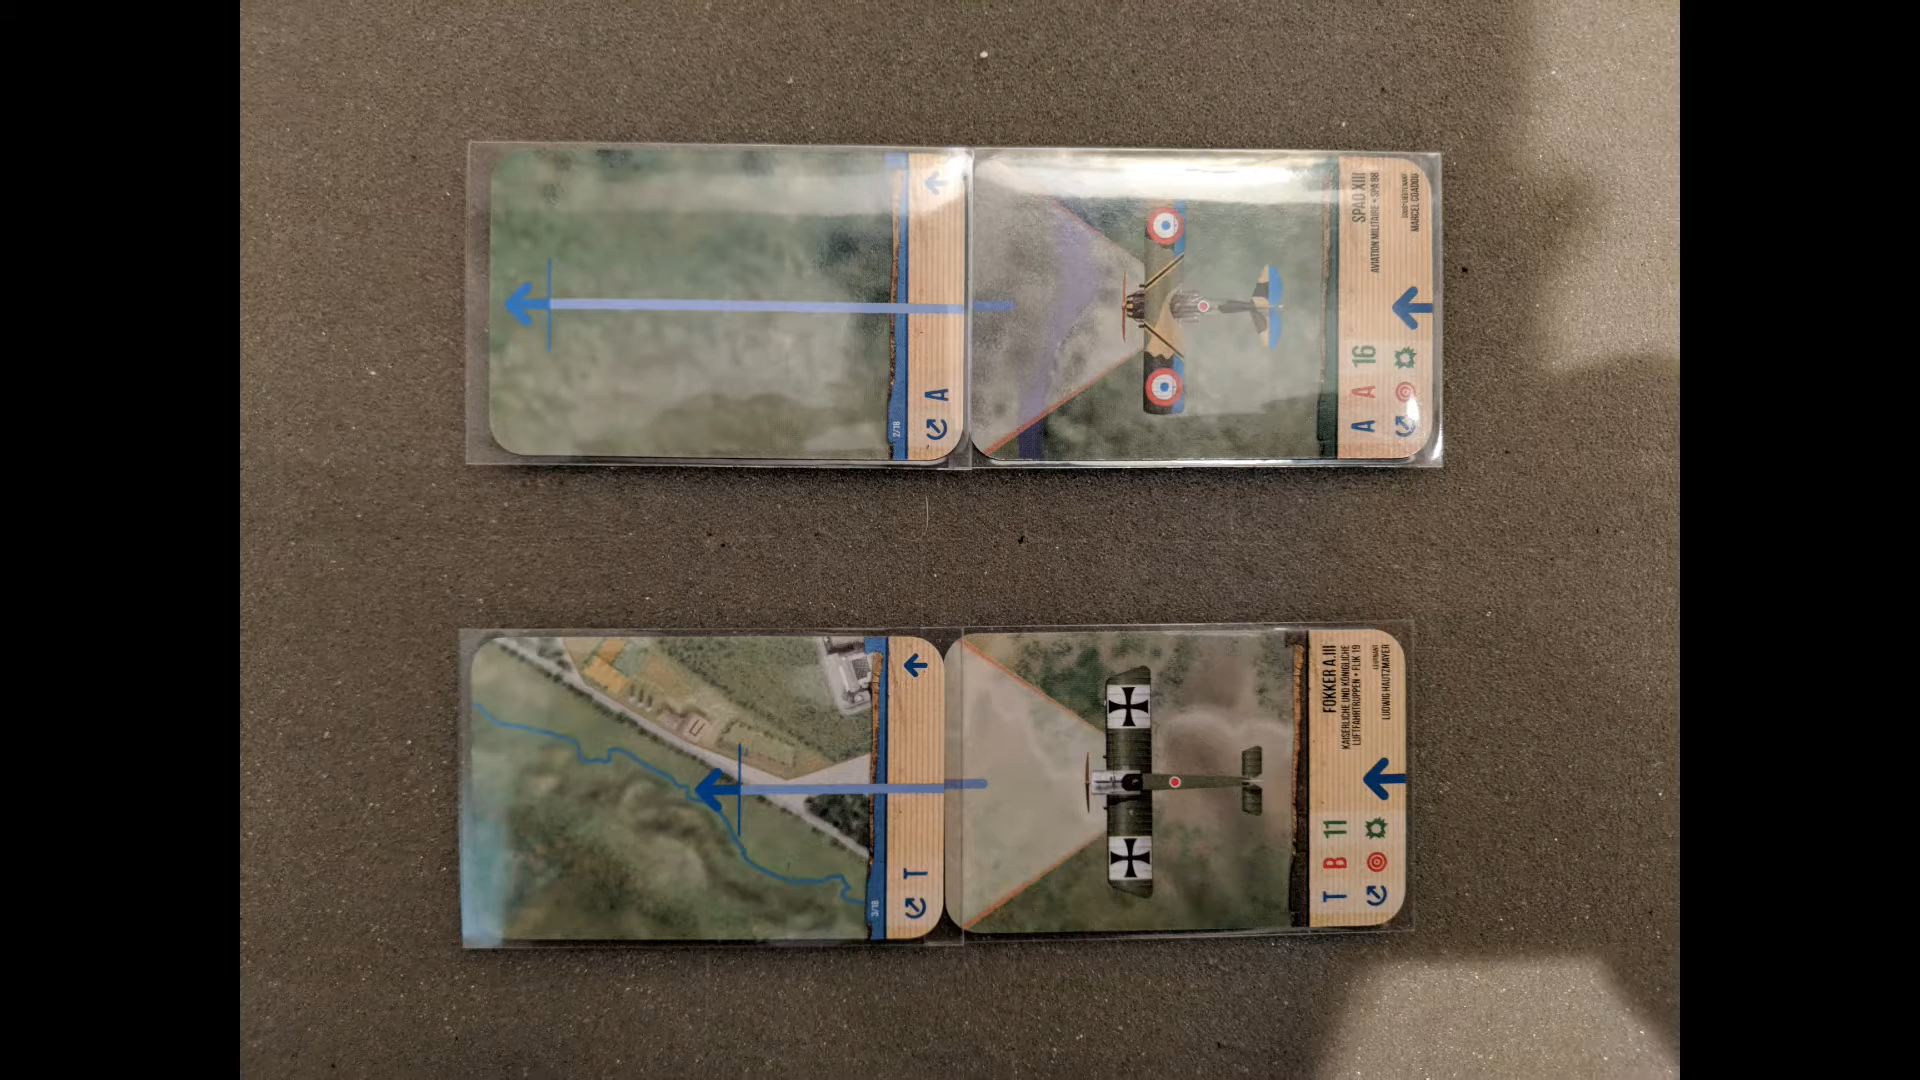 2/18
A
SPAD XIII
AVIATION MILITAIRE • SPA 98
MARCEL COADOU
A A 16
3/18
T
FOKKER A.III
KAISERLICHE UND KÖNIGLICHE
LUFTFAHRTRUPPEN • FLIK 19
LUDWIG HAUTZMAYER
T B 11